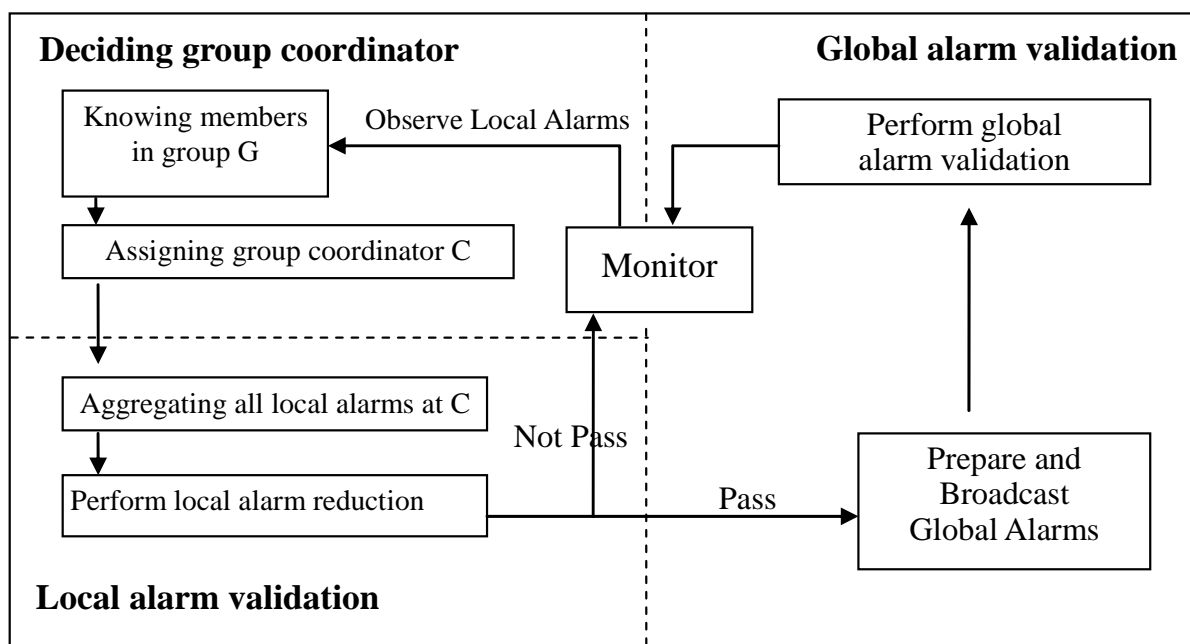 Deciding group coordinator
Global alarm validation
Knowing members
in group G
Observe Local Alarms
Perform global
alarm validation
Assigning group coordinator C
Monitor
Aggregating all local alarms at C
Not Pass
Perform local alarm reduction
Pass
Prepare and
Broadcast
Global Alarms
Local alarm validation